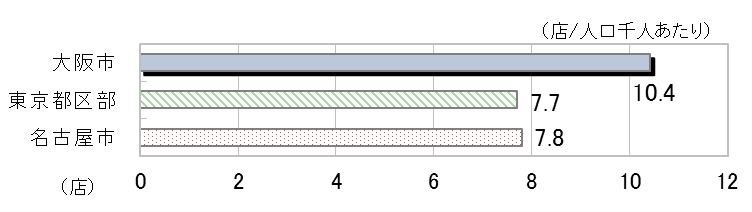 (店/人口千人あたり)
大阪市
10.4
東京都区部
7.7
名古屋市
7.8
(店)
0 2 4 6 8 10 12